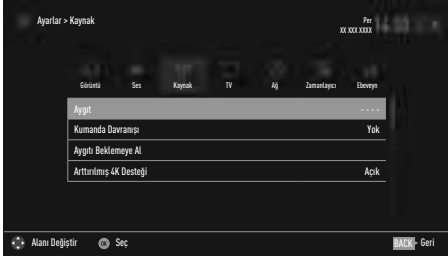 Ayarlar > Kaynak
Per
XX XXX XXXX
Görüntü Ses Kaynak TV Ağ Zamanlayıcı Ebeveyn
Aygıt - - - -
Kumanda Davranışı Yok
Aygıtı Beklemeye Al
Arttırılmış 4K Desteği Açık
Alanı Değiştir OK Seç BACK - Geri